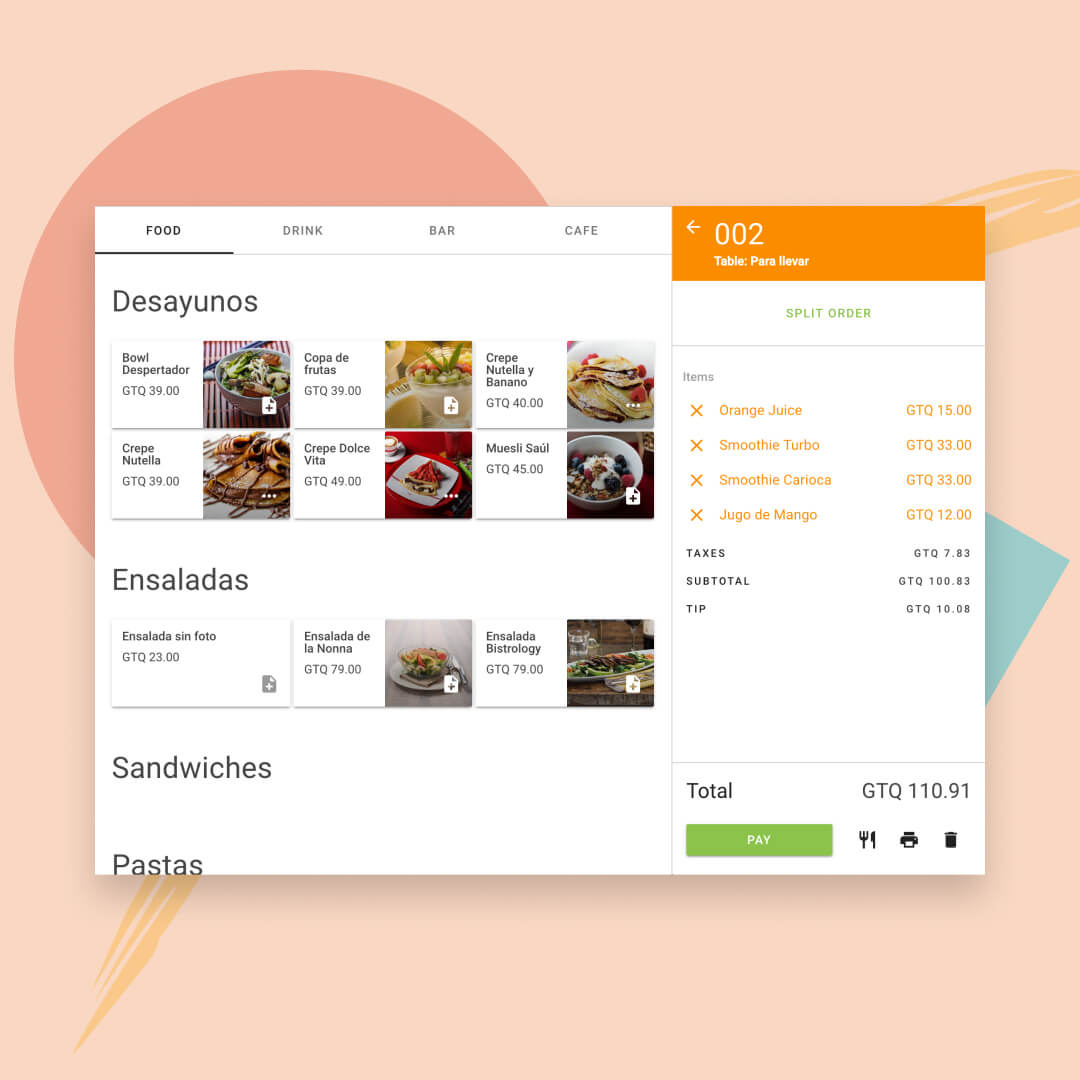 FOOD
DRINK
BAR
CAFE
Desayunos
Bowl
Despertador
GTQ 39.00
Copa de
frutas
GTQ 39.00
Crepe
Nutella y
Banano
GTQ 40.00
Crepe
Nutella
GTQ 39.00
Crepe Dolce
Vita
GTQ 49.00
Muesli Saúl
GTQ 45.00
Ensaladas
Ensalada sin foto
GTQ 23.00
Ensalada de
la Nonna
GTQ 79.00
Ensalada
Bistrology
GTQ 79.00
Sandwiches
Pastas
002
Table: Para llevar
SPLIT ORDER
Items
Orange Juice GTQ 15.00
Smoothie Turbo GTQ 33.00
Smoothie Carioca GTQ 33.00
Jugo de Mango GTQ 12.00
TAXES GTQ 7.83
SUBTOTAL GTQ 100.83
TIP GTQ 10.08
Total GTQ 110.91
PAY